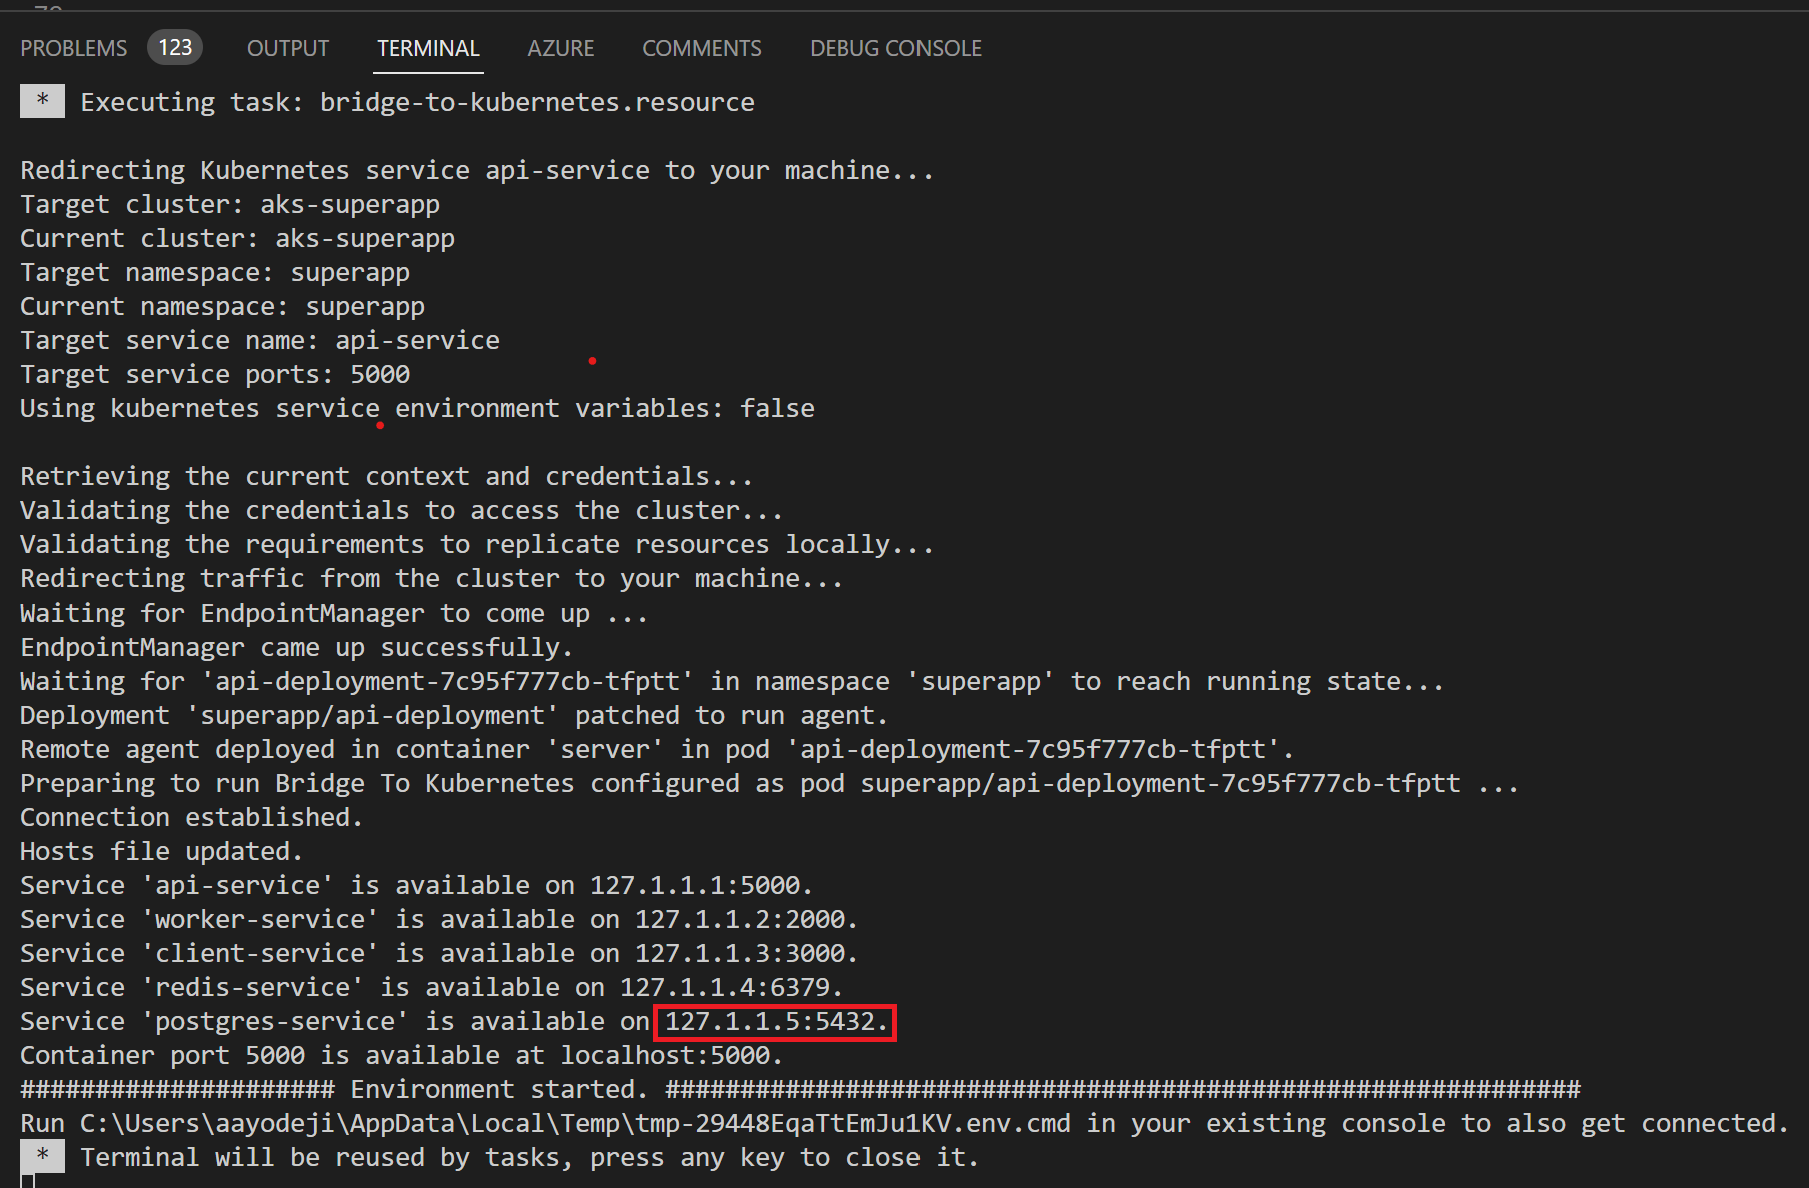 PROBLEMS 123 OUTPUT TERMINAL AZURE COMMENTS DEBUG CONSOLE
* Executing task: bridge-to-kubernetes.resource
Redirecting Kubernetes service api-service to your machine...
Target cluster: aks-superapp
Current cluster: aks-superapp
Target namespace: superapp
Current namespace: superapp
Target service name: api-service
Target service ports: 5000
Using kubernetes service environment variables: false
Retrieving the current context and credentials...
Validating the credentials to access the cluster...
Validating the requirements to replicate resources locally...
Redirecting traffic from the cluster to your machine...
Waiting for EndpointManager to come up ...
EndpointManager came up successfully.
Waiting for 'api-deployment-7c95f777cb-tfptt' in namespace 'superapp' to reach running state...
Deployment 'superapp/api-deployment' patched to run agent.
Remote agent deployed in container 'server' in pod 'api-deployment-7c95f777cb-tfptt'.
Preparing to run Bridge To Kubernetes configured as pod superapp/api-deployment-7c95f777cb-tfptt ...
Connection established.
Hosts file updated.
Service 'api-service' is available on 127.1.1.1:5000.
Service 'worker-service' is available on 127.1.1.2:2000.
Service 'client-service' is available on 127.1.1.3:3000.
Service 'redis-service' is available on 127.1.1.4:6379.
Service 'postgres-service' is available on 127.1.1.5:5432.
Container port 5000 is available at localhost:5000.
##################### Environment started. #############################################################
Run C:\Users\aayodeji\AppData\Local\Temp\tmp-29448EqaTtEmJu1KV.env.cmd in your existing console to also get connected.
* Terminal will be reused by tasks, press any key to close it.